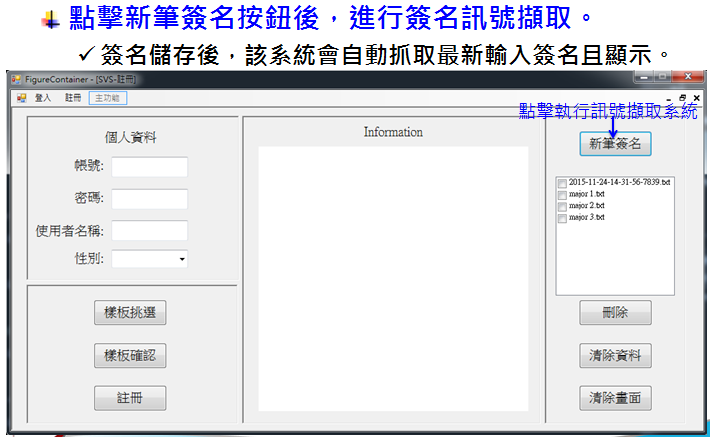 點擊新筆簽名按鈕後，進行簽名訊號擷取。
簽名儲存後，該系統會自動抓取最新輸入簽名且顯示。
FigureContainer - [SVS-註冊]
登入 註冊 主功能
點擊執行訊號擷取系統
個人資料
帳號:
密碼:
使用者名稱:
性別:
樣板挑選
樣板確認
註冊
Information
新筆簽名
2015-11-24-14-31-56-7839.txt
major 1.txt
major 2.txt
major 3.txt
刪除
清除資料
清除畫面